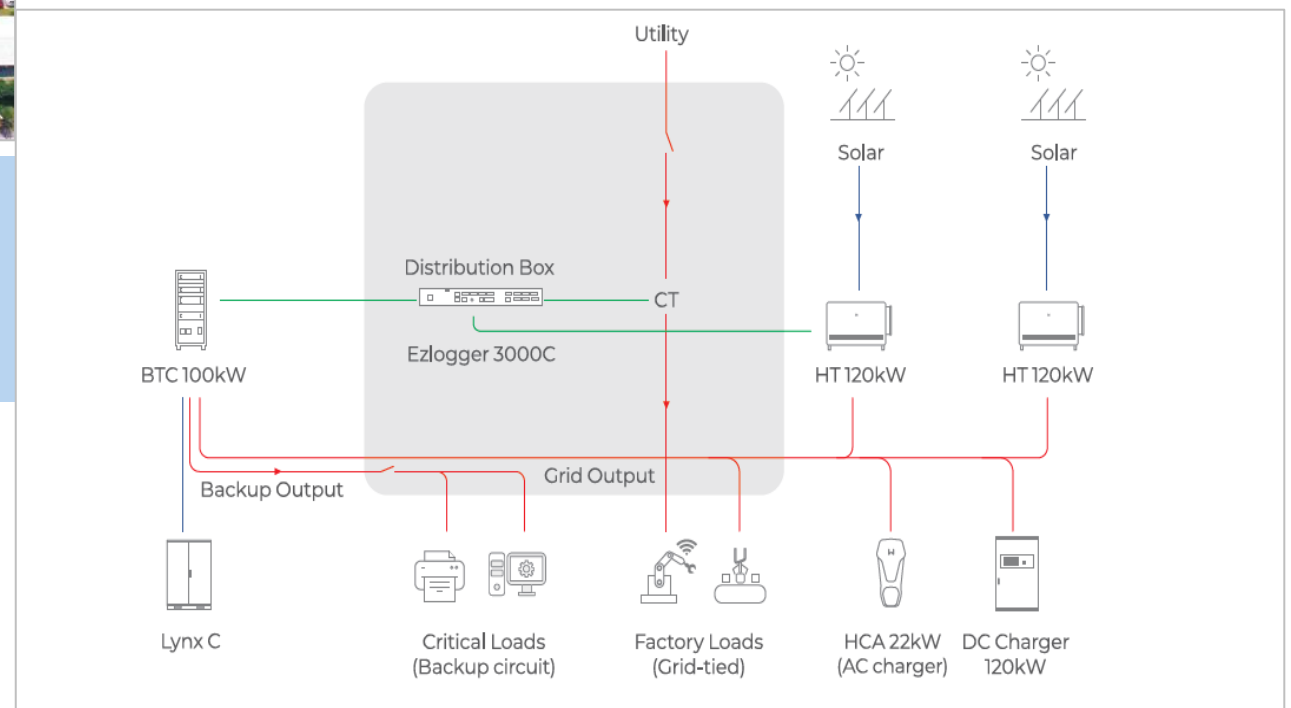 Utility
Solar
Solar
Distribution Box
CT
Ezlogger 3000C
BTC 100kW
HT 120kW
HT 120kW
Grid Output
Backup Output
Lynx C
Critical Loads
(Backup circuit)
Factory Loads
(Grid-tied)
HCA 22kW
(AC charger)
DC Charger
120kW